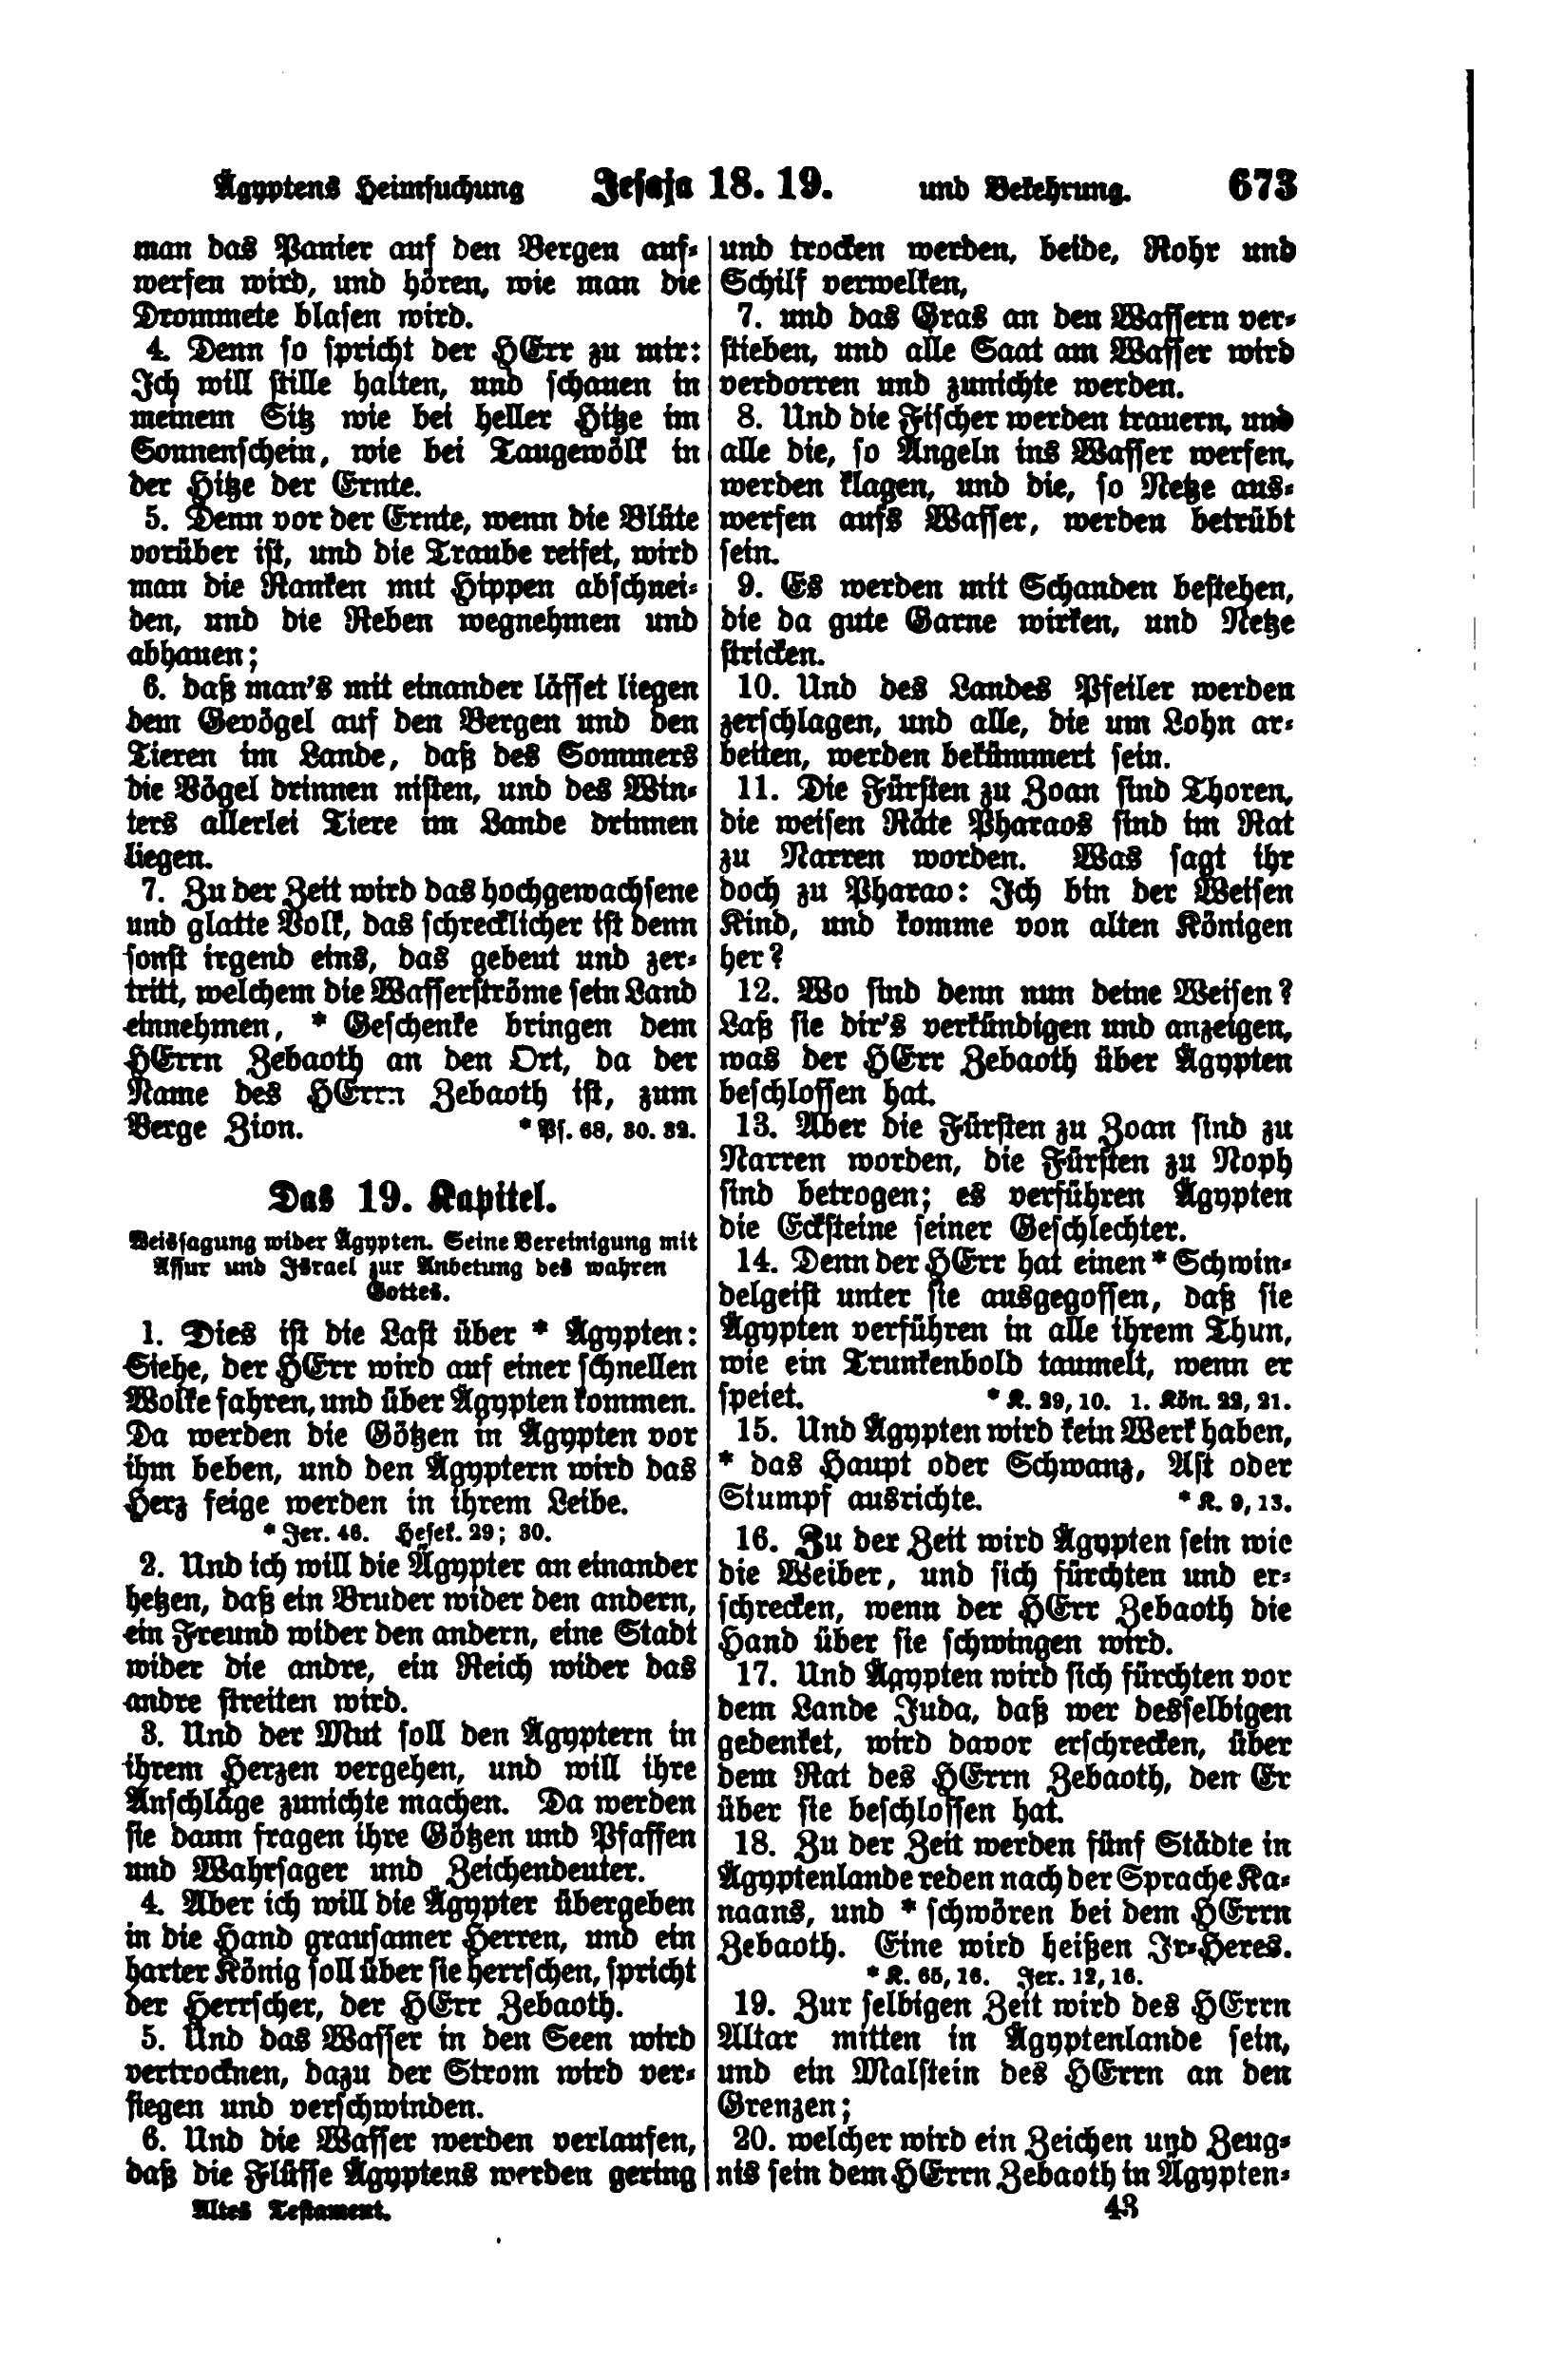 Ägyptens Heimsuchung Jesaja 18. 19. und Bekehrung. 673
man das Panier auf den Bergen auf-
werfen wird, und hören, wie man die
Drommete blasen wird.
4. Denn so spricht der HErr zu mir:
Ich will stille halten, und schauen in
meinem Sitz wie bei heller Hitze im
Sonnenschein, wie bei Taugewölk in
der Hitze der Ernte.
5. Denn vor der Ernte, wenn die Blüte
vorüber ist, und die Traube reifet, wird
man die Ranken mit Hippen abschnei-
den, und die Reben wegnehmen und
abhauen;
6. daß man's mit einander läffet liegen
dem Gevögel auf den Bergen und den
Tieren im Lande, daß des Sommers
die Vögel drinnen nisten, und des Win-
ters allerlei Tiere im Lande drinnen
liegen.
7. Zu der Zeit wird das hochgewachsene
und glatte Volk, das schrecklicher ist denn
sonst irgend eins, das gebeut und zer-
tritt, welchem die Wasserströme sein Land
einnehmen, * Geschenke bringen dem
HErrn Zebaoth an den Ort, da der
Name des HErrn Zebaoth ist, zum
Berge Zion. * Ps. 68, 30. 32.
Das 19. Kapitel.
Weissagung wider Ägypten. Seine Vereinigung mit
Assur und Israel zur Anbetung des wahren
Gottes.
1. Dies ist die Last über * Ägypten:
Siehe, der HErr wird auf einer schnellen
Wolke fahren, und über Ägypten kommen.
Da werden die Götzen in Ägypten vor
ihm beben, und den Ägyptern wird das
Herz feige werden in ihrem Leibe.
* Jer. 46. Hesek. 29; 30.
2. Und ich will die Ägypter an einander
hetzen, daß ein Bruder wider den andern,
ein Freund wider den andern, eine Stadt
wider die andre, ein Reich wider das
andre streiten wird.
3. Und der Mut soll den Ägyptern in
ihrem Herzen vergehen, und will ihre
Anschläge zunichte machen. Da werden
sie dann fragen ihre Götzen und Pfaffen
und Wahrsager und Zeichendeuter.
4. Aber ich will die Ägypter übergeben
in die Hand grausamer Herren, und ein
harter König soll über sie herrschen, spricht
der Herrscher, der HErr Zebaoth.
5. Und das Wasser in den Seen wird
vertrocknen, dazu der Strom wird ver-
siegen und verschwinden.
6. Und die Wasser werden verlaufen,
daß die Flüsse Ägyptens werden gering
und trocken werden, beide, Rohr und
Schilf verwelken,
7. und das Gras an den Wassern ver-
stieben, und alle Saat am Wasser wird
verdorren und zunichte werden.
8. Und die Fischer werden trauern, und
alle die, so Angeln ins Wasser werfen,
werden klagen, und die, so Netze aus-
werfen aufs Wasser, werden betrübt
sein.
9. Es werden mit Schanden bestehen,
die da gute Garne wirken, und Netze
stricken.
10. Und des Landes Pfeiler werden
zerschlagen, und alle, die um Lohn ar-
beiten, werden bekümmert sein.
11. Die Fürsten zu Zoan sind Thoren,
die weisen Räte Pharaos sind im Rat
zu Narren worden. Was sagt ihr
doch zu Pharao: Ich bin der Weisen
Kind, und komme von alten Königen
her?
12. Wo sind denn nun deine Weisen?
Laß sie dir's verkündigen und anzeigen,
was der HErr Zebaoth über Ägypten
beschlossen hat.
13. Aber die Fürsten zu Zoan sind zu
Narren worden, die Fürsten zu Noph
sind betrogen; es verführen Ägypten
die Ecksteine seiner Geschlechter.
14. Denn der HErr hat einen * Schwin-
delgeist unter sie ausgegossen, daß sie
Ägypten verführen in alle ihrem Thun,
wie ein Trunkenbold taumelt, wenn er
speiet. * K. 29, 10. 1. Kön. 22, 21.
15. Und Ägypten wird kein Werk haben,
* das Haupt oder Schwanz, Ast oder
Stumpf ausrichte. * K. 9, 13.
16. Zu der Zeit wird Ägypten sein wie
die Weiber, und sich fürchten und er-
schrecken, wenn der HErr Zebaoth die
Hand über sie schwingen wird.
17. Und Ägypten wird sich fürchten vor
dem Lande Juda, daß wer desselbigen
gedenket, wird davor erschrecken, über
dem Rat des HErrn Zebaoth, den Er
über sie beschlossen hat.
18. Zu der Zeit werden fünf Städte in
Ägyptenlande reden nach der Sprache Ka-
naans, und * schwören bei dem HErrn
Zebaoth. Eine wird heißen Ir-Heres.
* K. 65, 16. Jer. 12, 16.
19. Zur selbigen Zeit wird des HErrn
Altar mitten in Ägyptenlande sein,
und ein Malstein des HErrn an den
Grenzen;
20. welcher wird ein Zeichen und Zeug-
nis sein dem HErrn Zebaoth in Ägypten-
Altes Testament. 43